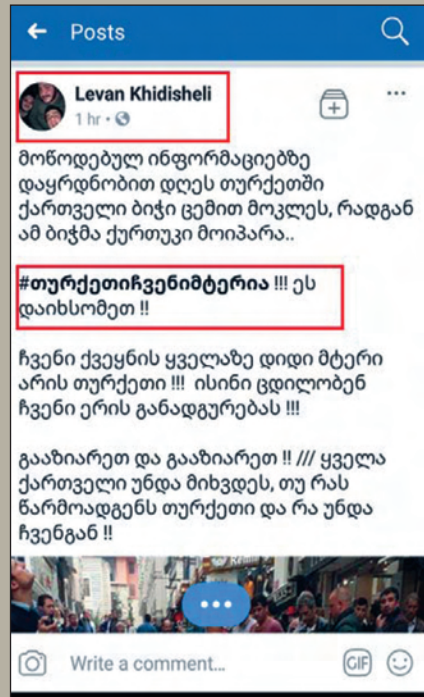 Posts
Levan Khidisheli
1 hr •
მოწოდებულ ინფორმაციებზე
დაყრდნობით დღეს თურქეთში
ქართველი ბიჭი ცემით მოკლეს, რადგან
ამ ბიჭმა ქურთუკი მოიპარა..
#თურქეთიჩვენიმტერია !!! ეს
დაიხსომეთ !!
ჩვენი ქვეყნის ყველაზე დიდი მტერი
არის თურქეთი !!! ისინი ცდილობენ
ჩვენი ერის განადგურებას !!!
გააზიარეთ და გააზიარეთ !! /// ყველა
ქართველი უნდა მიხვდეს, თუ რას
წარმოადგენს თურქეთი და რა უნდა
ჩვენგან !!
Write a comment...
GIF